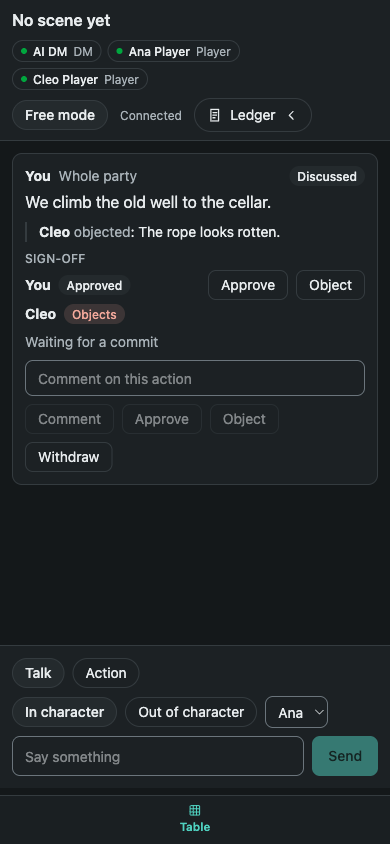 No scene yet
AI DM DM
Ana Player Player
Cleo Player Player
Free mode
Connected
Ledger
You Whole party
Discussed
We climb the old well to the cellar.
Cleo objected: The rope looks rotten.
SIGN-OFF
You Approved
Approve
Object
Cleo Objects
Waiting for a commit
Comment on this action
Comment
Approve
Object
Withdraw
Talk
Action
In character
Out of character
Ana
Say something
Send
Table